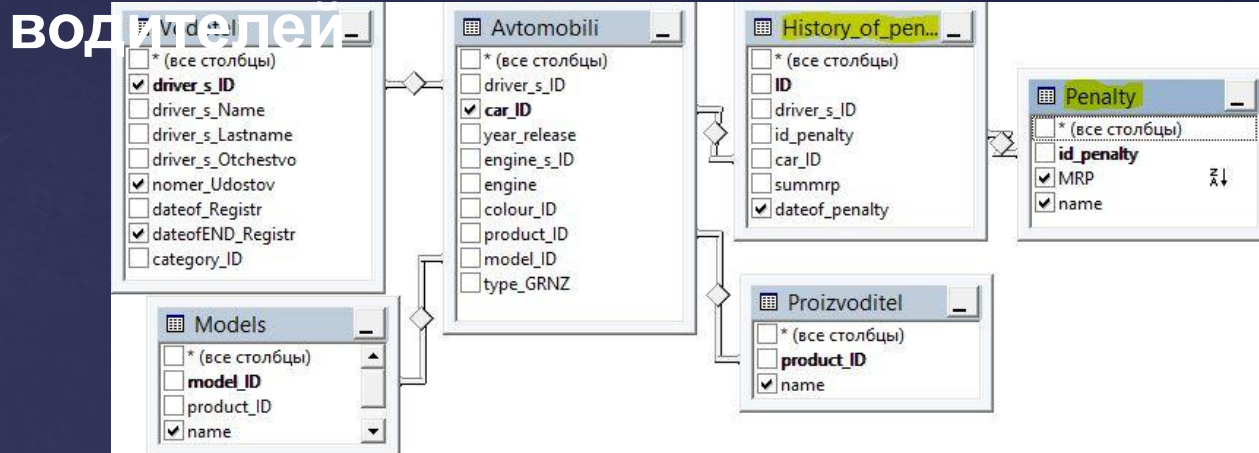 водителей
Voditeli
* (все столбцы)
driver_s_ID
driver_s_Name
driver_s_Lastname
driver_s_Otchestvo
nomer_Udostov
dateof_Registr
dateofEND_Registr
category_ID
Avtomobili
* (все столбцы)
driver_s_ID
car_ID
year_release
engine_s_ID
engine
colour_ID
product_ID
model_ID
type_GRNZ
History_of_pen...
* (все столбцы)
ID
driver_s_ID
id_penalty
car_ID
summrp
dateof_penalty
Penalty
* (все столбцы)
id_penalty
MRP
name
Models
* (все столбцы)
model_ID
product_ID
name
Proizvoditel
* (все столбцы)
product_ID
name